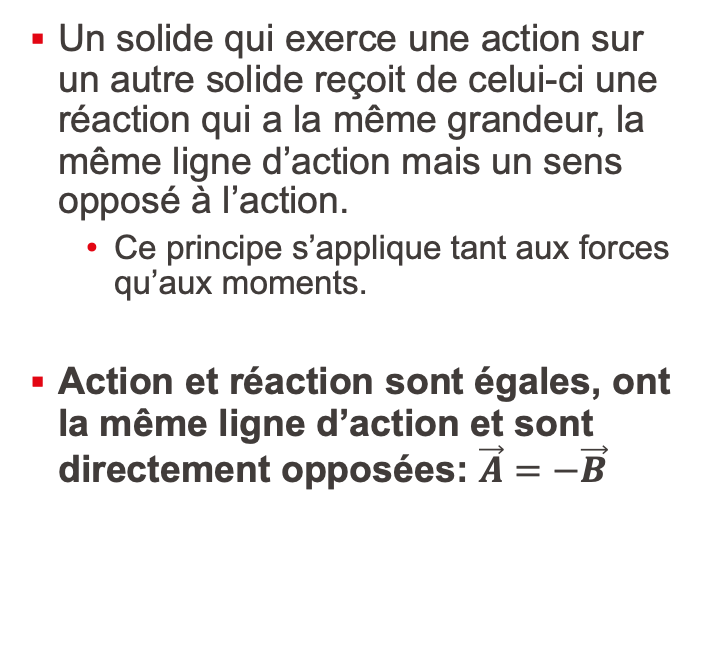 ▪ Un solide qui exerce une action sur
un autre solide reçoit de celui-ci une
réaction qui a la même grandeur, la
même ligne d’action mais un sens
opposé à l’action.
• Ce principe s’applique tant aux forces
qu’aux moments.
▪ Action et réaction sont égales, ont
la même ligne d’action et sont
directement opposées: $\vec{A} = -\vec{B}$